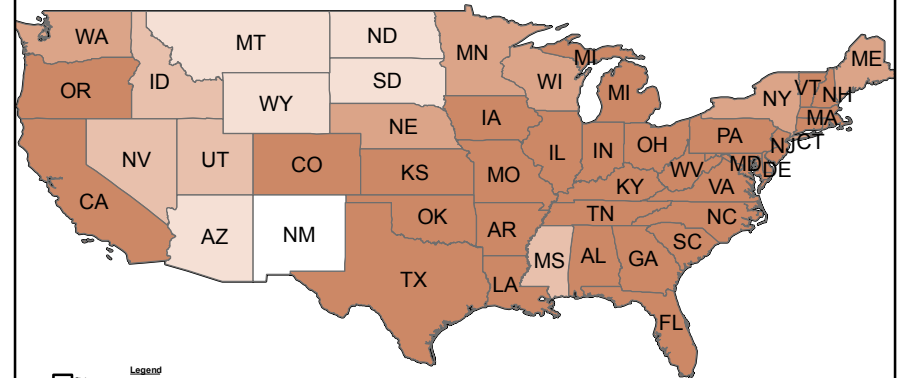 WA
MT
ND
MN
MI
ME
OR
ID
SD
WI
MI
NY
VT
NH
WY
IA
MA
NE
PA
NJ
CT
NV
UT
CO
IL
IN
OH
MD
DE
KS
MO
WV
VA
CA
KY
OK
TN
NC
AZ
NM
AR
SC
MS
AL
GA
TX
LA
FL
Legend